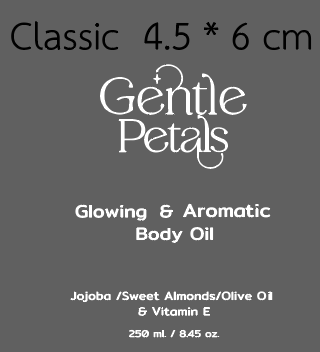 Classic 4.5 * 6 cm
Gentle
Petals
Glowing & Aromatic
Body Oil
Jojoba /Sweet Almonds/Olive Oil
& Vitamin E
250 ml. / 8.45 oz.